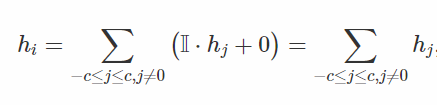 h_i = \sum_{-c \leq j \leq c, j \neq 0} (\mathbb{I} \cdot h_j + 0) = \sum_{-c \leq j \leq c, j \neq 0} h_j,